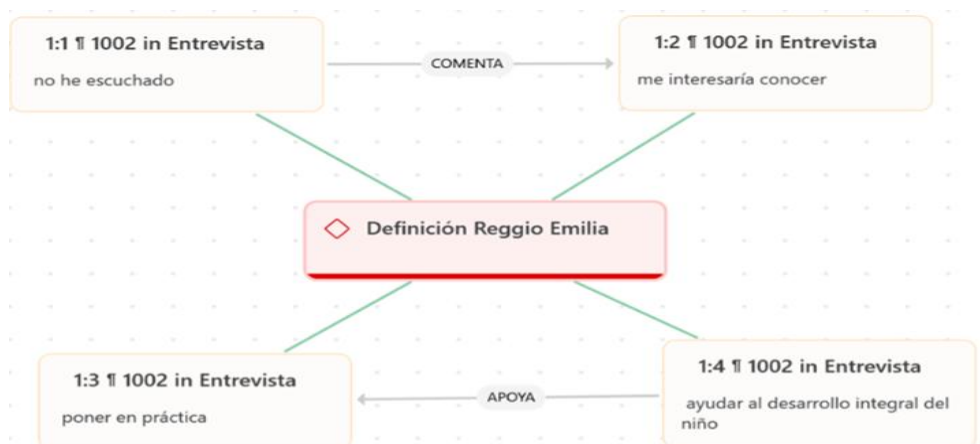 1:1 ¶ 1002 in Entrevista
no he escuchado
COMENTA
1:2 ¶ 1002 in Entrevista
me interesaría conocer
Definición Reggio Emilia
1:3 ¶ 1002 in Entrevista
poner en práctica
APOYA
1:4 ¶ 1002 in Entrevista
ayudar al desarrollo integral del
niño